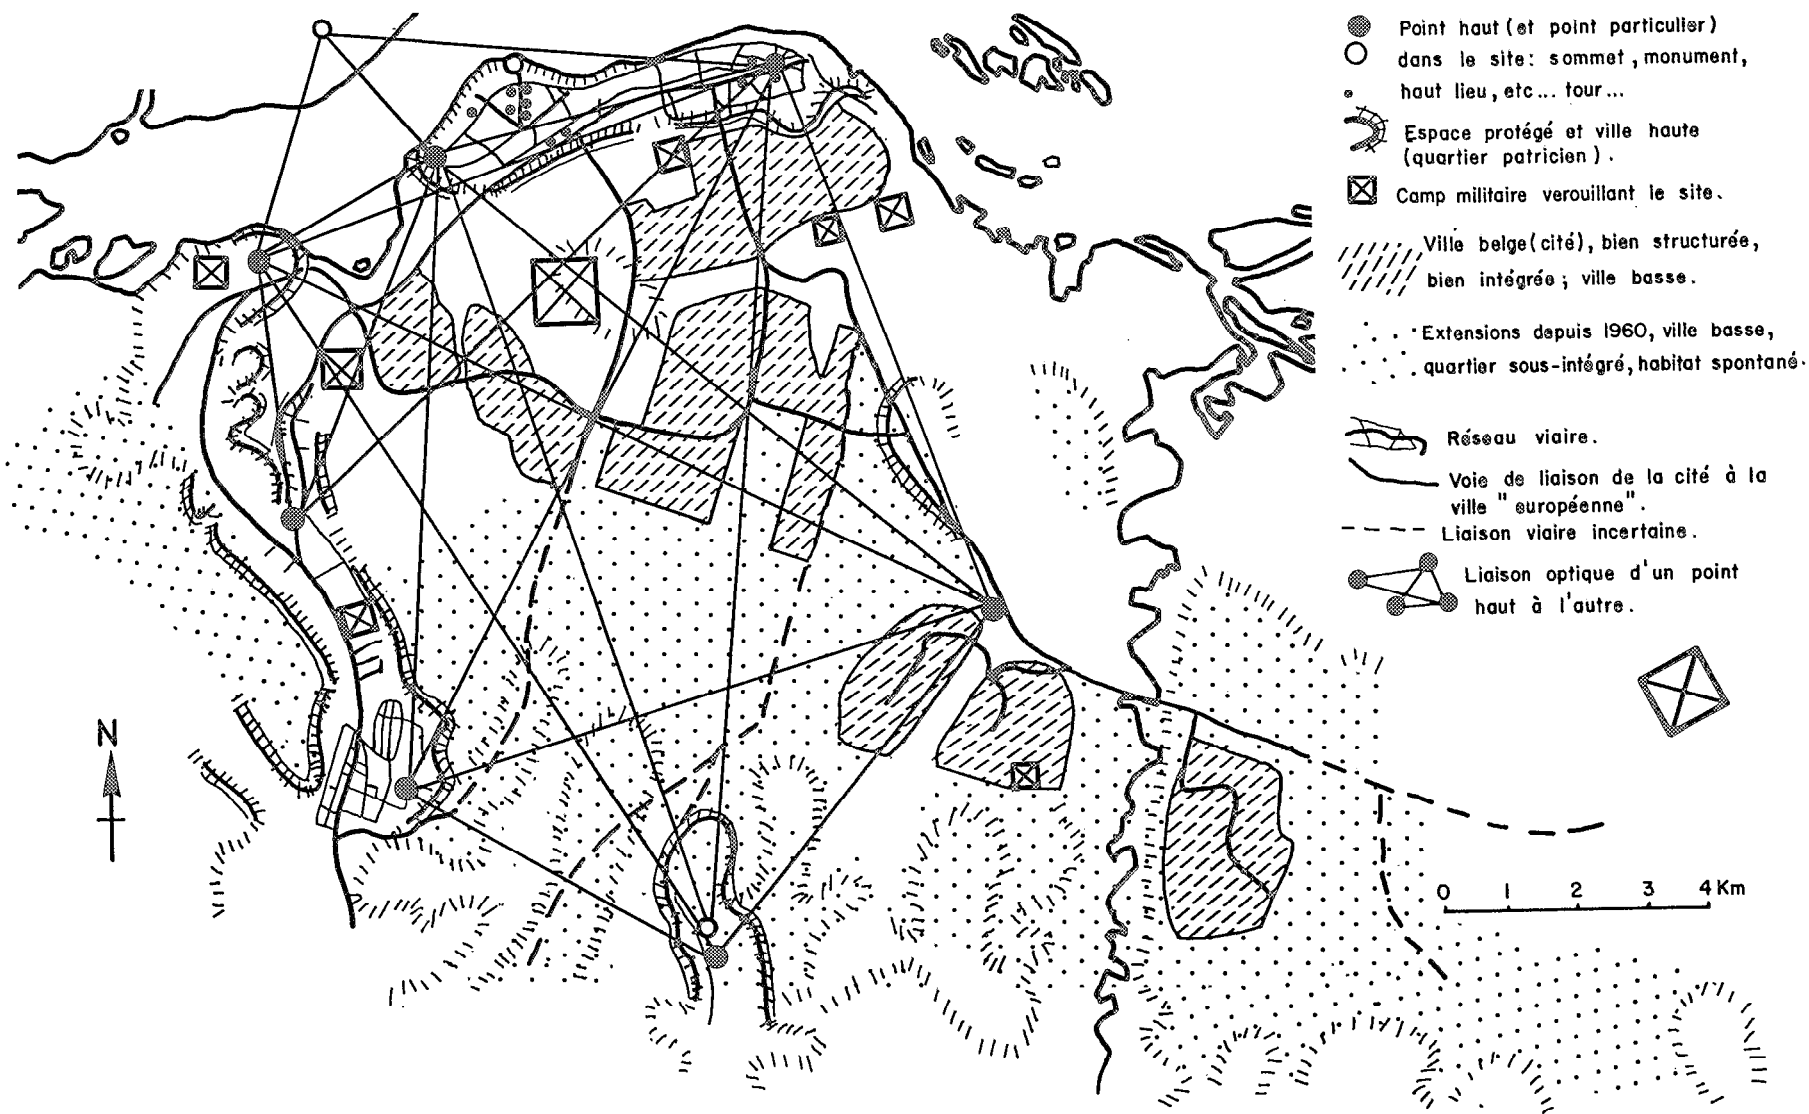 Point haut (et point particulier)
dans le site: sommet, monument,
haut lieu, etc... tour...
Espace protégé et ville haute
(quartier patricien).
Camp militaire verouillant le site.
Ville belge (cité), bien structurée,
bien intégrée; ville basse.
Extensions depuis 1960, ville basse,
quartier sous-intégré, habitat spontané.
Réseau viaire.
Voie de liaison de la cité à la
ville "européenne".
Liaison viaire incertaine.
Liaison optique d'un point
haut à l'autre.
N
0 1 2 3 4 Km